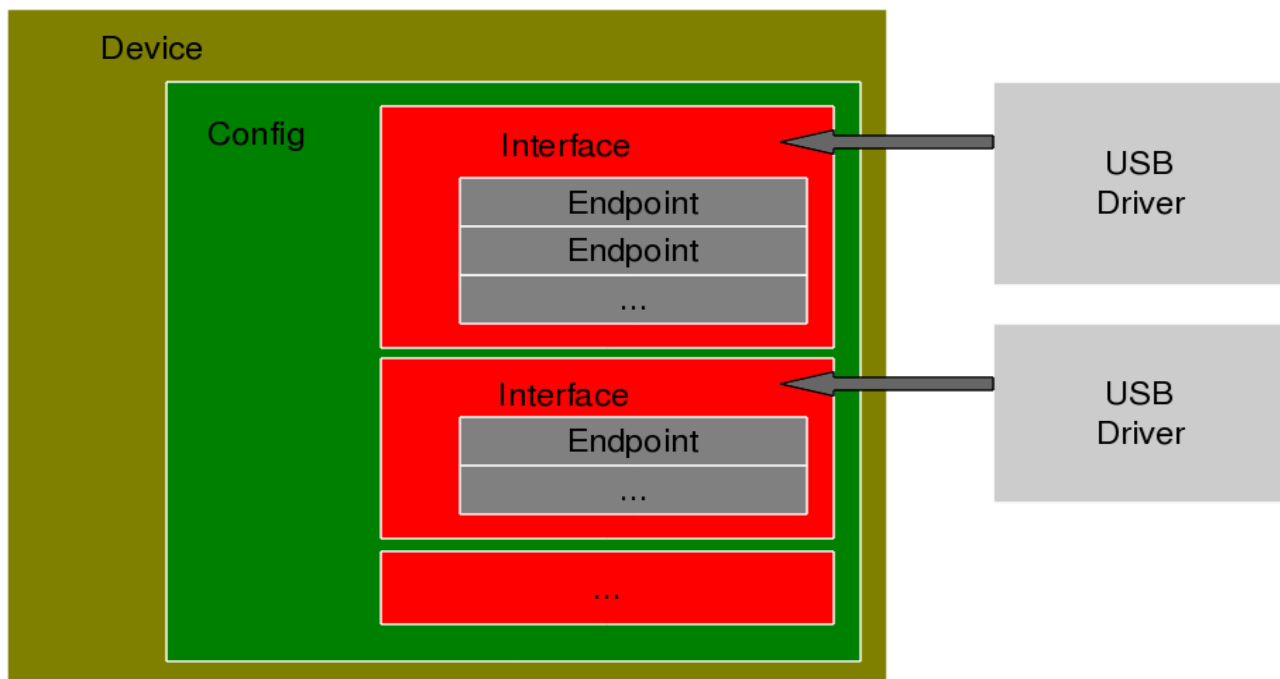 Device
Config
Interface
Endpoint
Endpoint
...
Interface
Endpoint
...
...
USB
Driver
USB
Driver